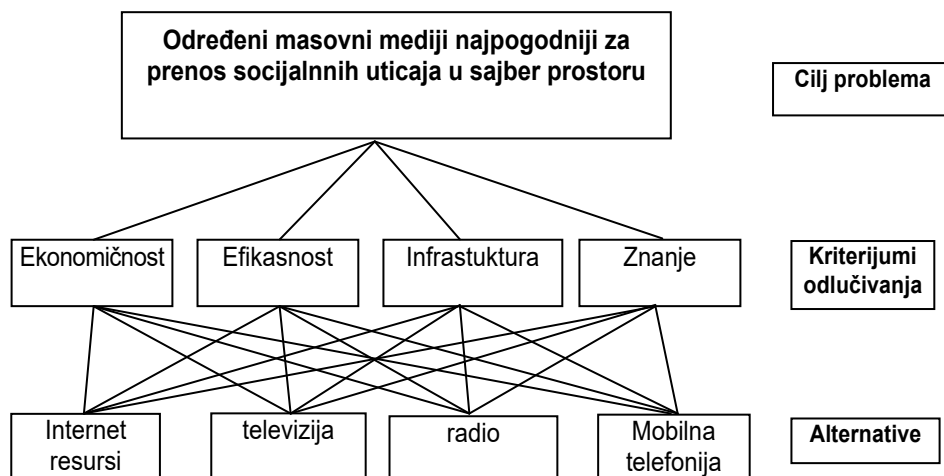 Određeni masovni mediji najpogodniji za
prenos socijalnnih uticaja u sajber prostoru
Cilj problema
Ekonomičnost
Efikasnost
Infrastuktura
Znanje
Kriterijumi
odlučivanja
Internet
resursi
televizija
radio
Mobilna
telefonija
Alternative